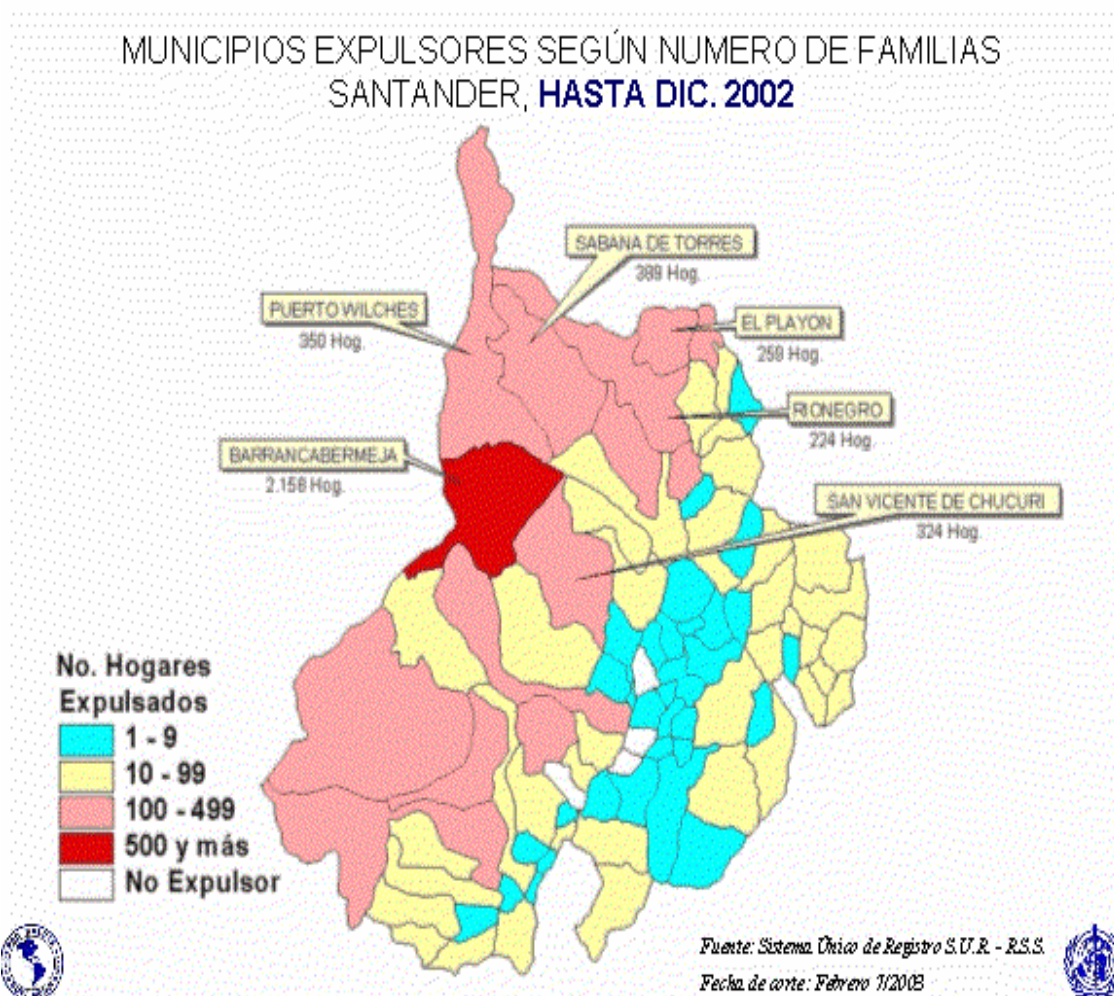 MUNICIPIOS EXPULSORES SEGÚN NUMERO DE FAMILIAS
SANTANDER, HASTA DIC. 2002
SABANA DE TORRES
389 Hog.
PUERTO WILCHES
350 Hog.
EL PLAYON
259 Hog.
RIONEGRO
224 Hog.
BARRANCABERMEJA
2.158 Hog.
SAN VICENTE DE CHUCURI
324 Hog.
No. Hogares
Expulsados
1 - 9
10 - 99
100 - 499
500 y más
No Expulsor
Fuente: Sistema Único de Registro S.U.R. - R.S.S.
Fecha de corte: Febrero 7/2003